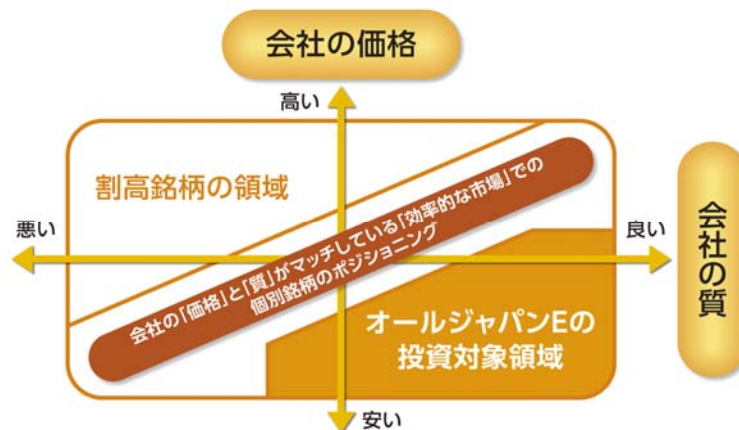 会社の価格
高い
割高銘柄の領域
悪い
会社の「価格」と「質」がマッチしている「効率的な市場」での
個別銘柄のポジショニング
良い
会社の質
オールジャパンEの
投資対象領域
安い